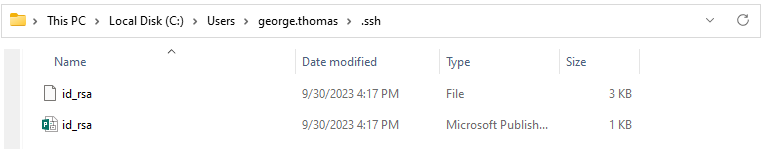 This PC > Local Disk (C:) > Users > george.thomas > .ssh
Name Date modified Type Size
id_rsa 9/30/2023 4:17 PM File 3 KB
id_rsa 9/30/2023 4:17 PM Microsoft Publish... 1 KB